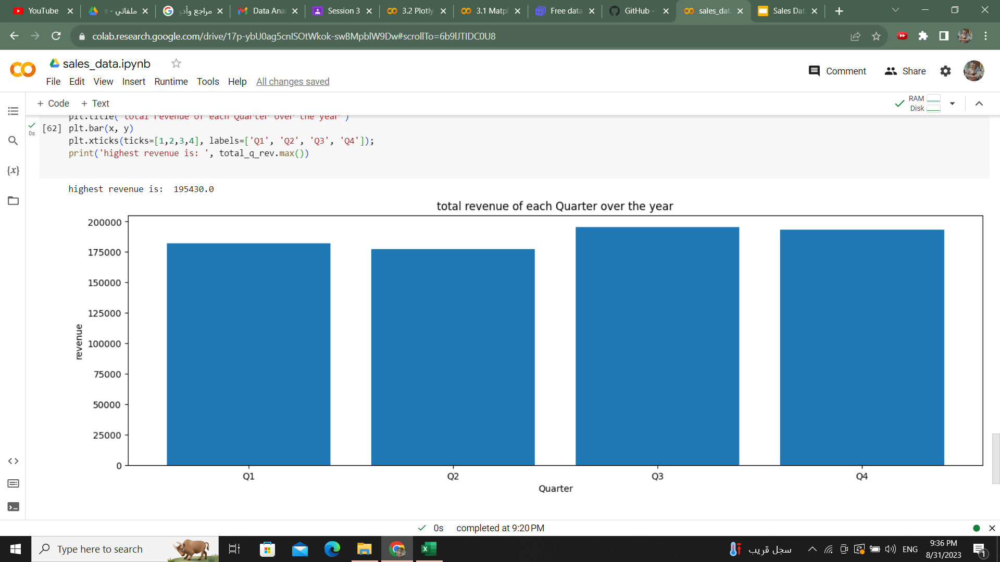 YouTube
ملفاتي - e
مراجع وأدو
Data Anal
Session 3
3.2 Plotly
3.1 Matpl
Free data
GitHub -
sales_dat
Sales Dat
colab.research.google.com/drive/17p-ybU0ag5cnlSOtWkok-swBMpblW9Dw#scrollTo=6b9lJTIDC0U8
CO
sales_data.ipynb
Comment
Share
File Edit View Insert Runtime Tools Help All changes saved
+ Code + Text
RAM
Disk
plt.title('total revenue of each Quarter over the year')
0s
[62] plt.bar(x, y)
plt.xticks(ticks=[1,2,3,4], labels=['Q1', 'Q2', 'Q3', 'Q4']);
print('highest revenue is: ', total_q_rev.max())
{x}
highest revenue is:  195430.0
total revenue of each Quarter over the year
200000
175000
150000
125000
100000
75000
50000
25000
0
revenue
Q1 Q2 Q3 Q4
Quarter
0s completed at 9:20 PM
Type here to search
سجل قريب
ENG
9:36 PM
8/31/2023
1